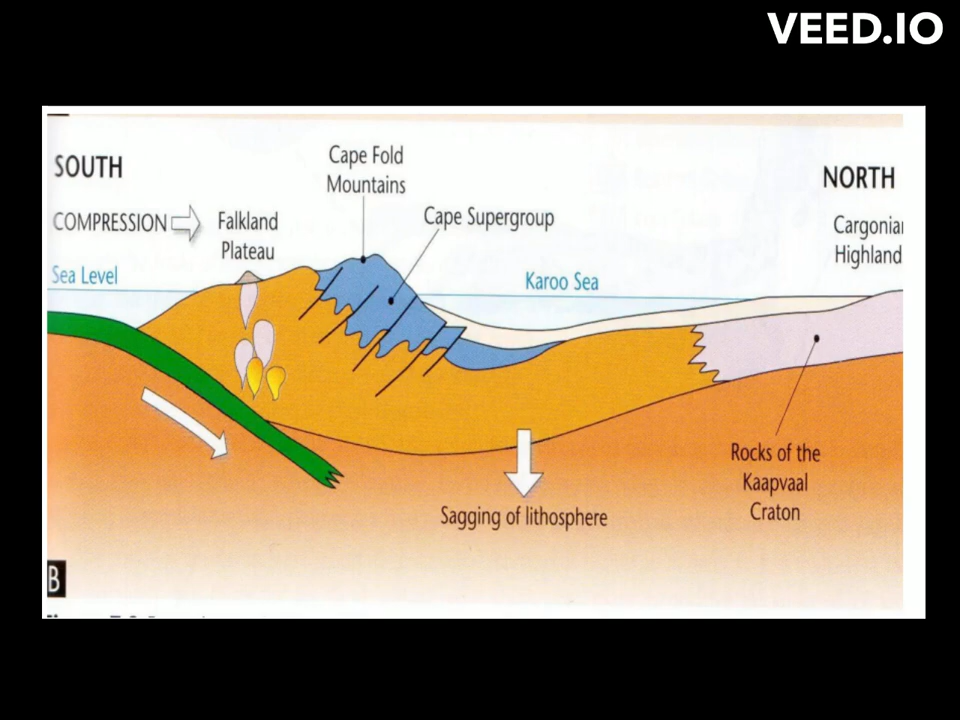 VEED.IO
SOUTH
COMPRESSION
Sea Level
Falkland
Plateau
Cape Fold
Mountains
Cape Supergroup
Karoo Sea
NORTH
Highland
Rocks of the
Kaapvaal
Craton
Sagging of lithosphere
B